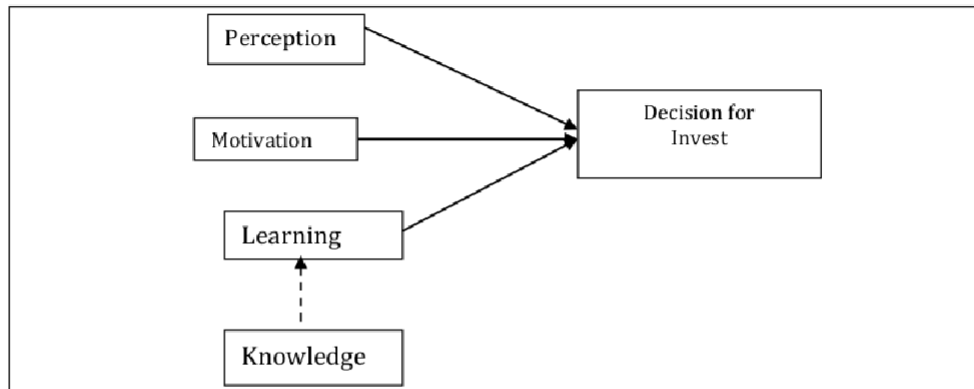 Perception
Decision for
Invest
Motivation
Learning
Knowledge